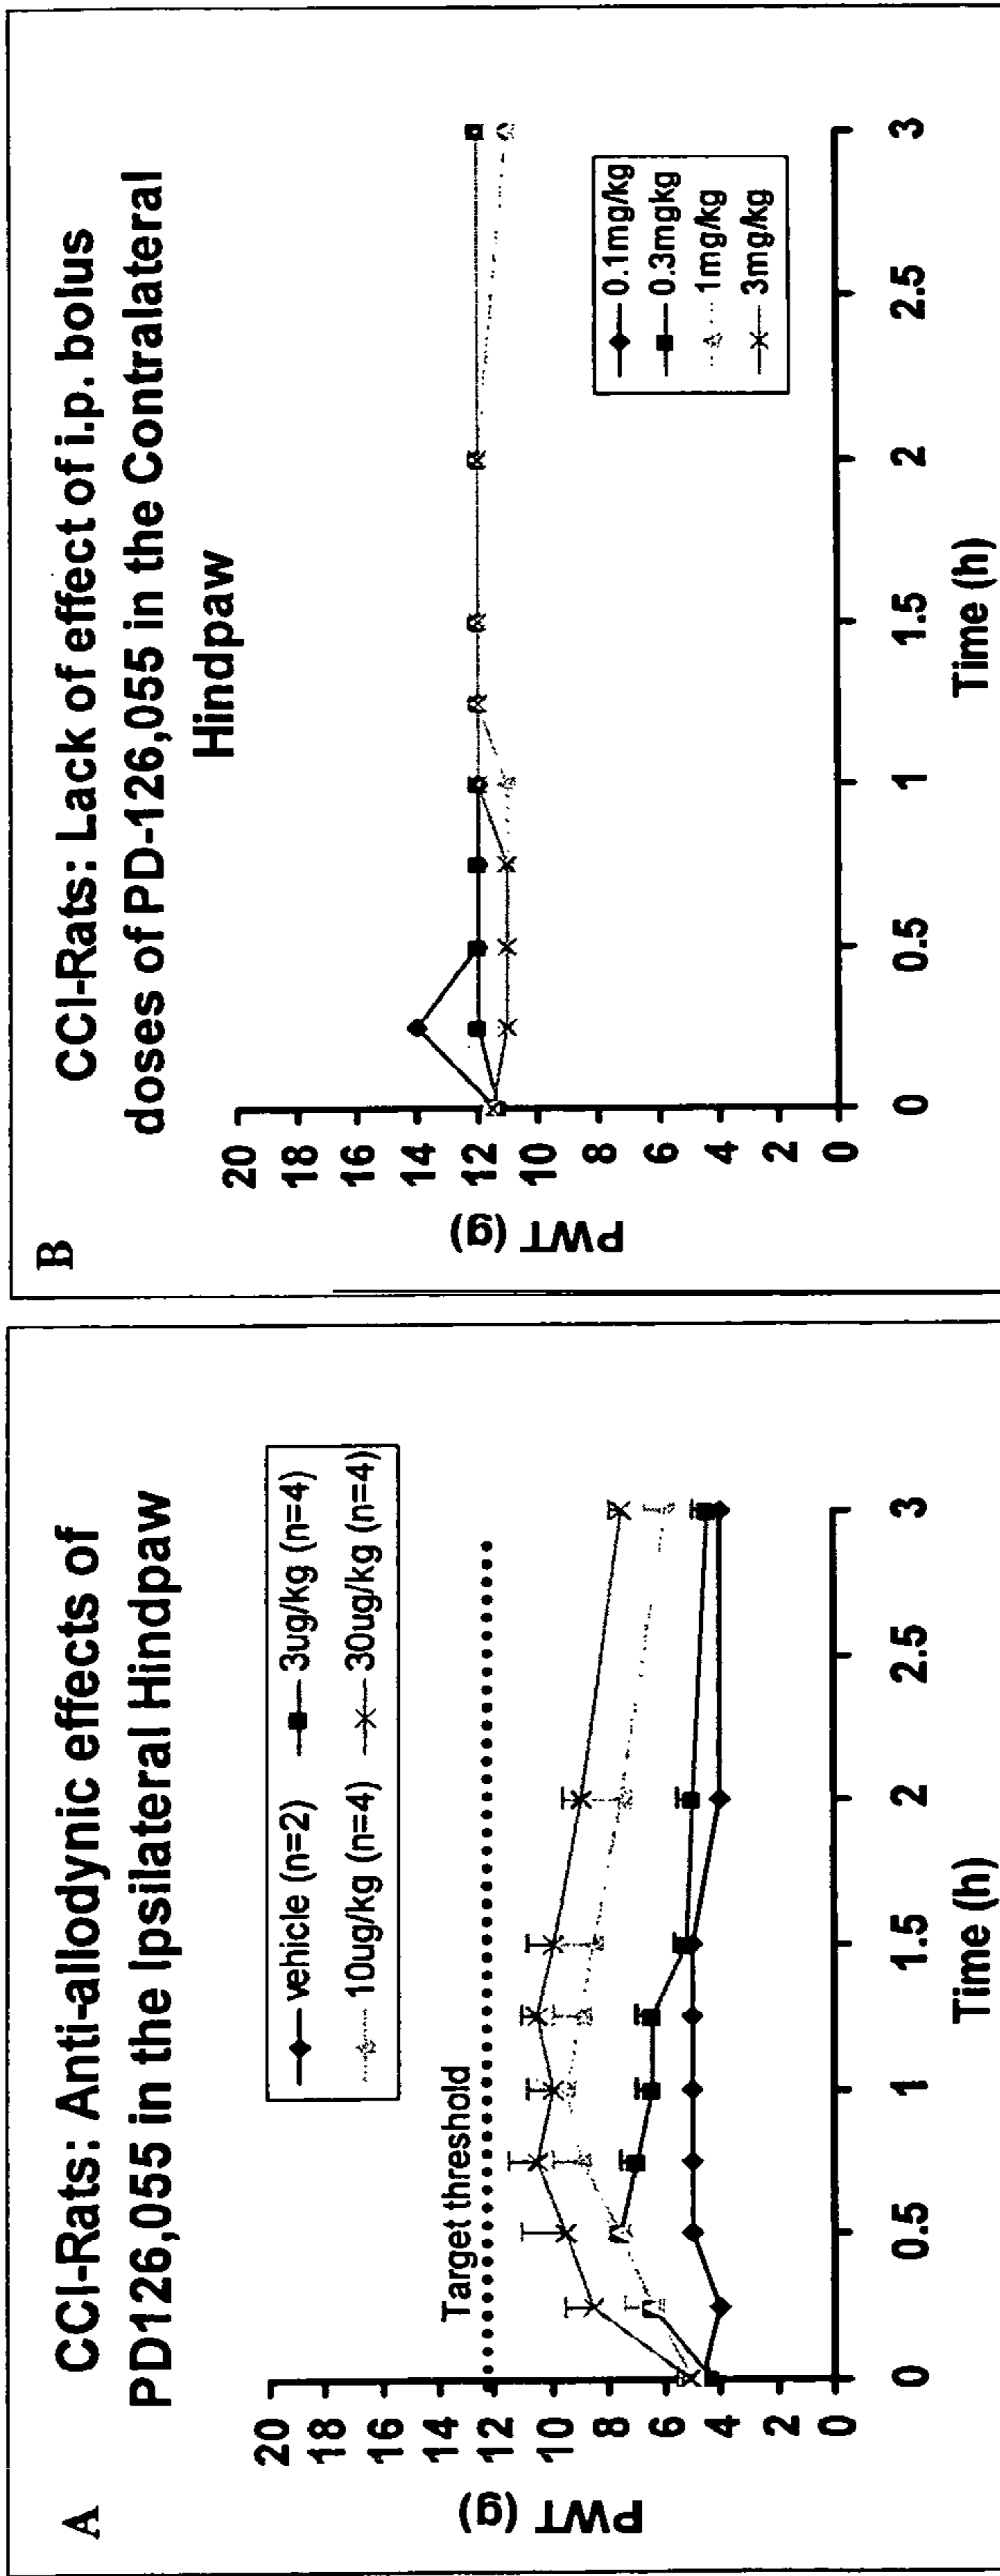 A
CCI-Rats: Anti-allodynic effects of
PD126,055 in the Ipsilateral Hindpaw
vehicle (n=2)
3ug/kg (n=4)
10ug/kg (n=4)
30ug/kg (n=4)
Target threshold
PWT (g)
20
18
16
14
12
10
8
6
4
2
0
0
0.5
1
1.5
2
2.5
3
Time (h)
B
CCI-Rats: Lack of effect of i.p. bolus
doses of PD-126,055 in the Contralateral
Hindpaw
PWT (g)
20
18
16
14
12
10
8
6
4
2
0
0.1mg/kg
0.3mgkg
1mg/kg
3mg/kg
0
0.5
1
1.5
2
2.5
3
Time (h)